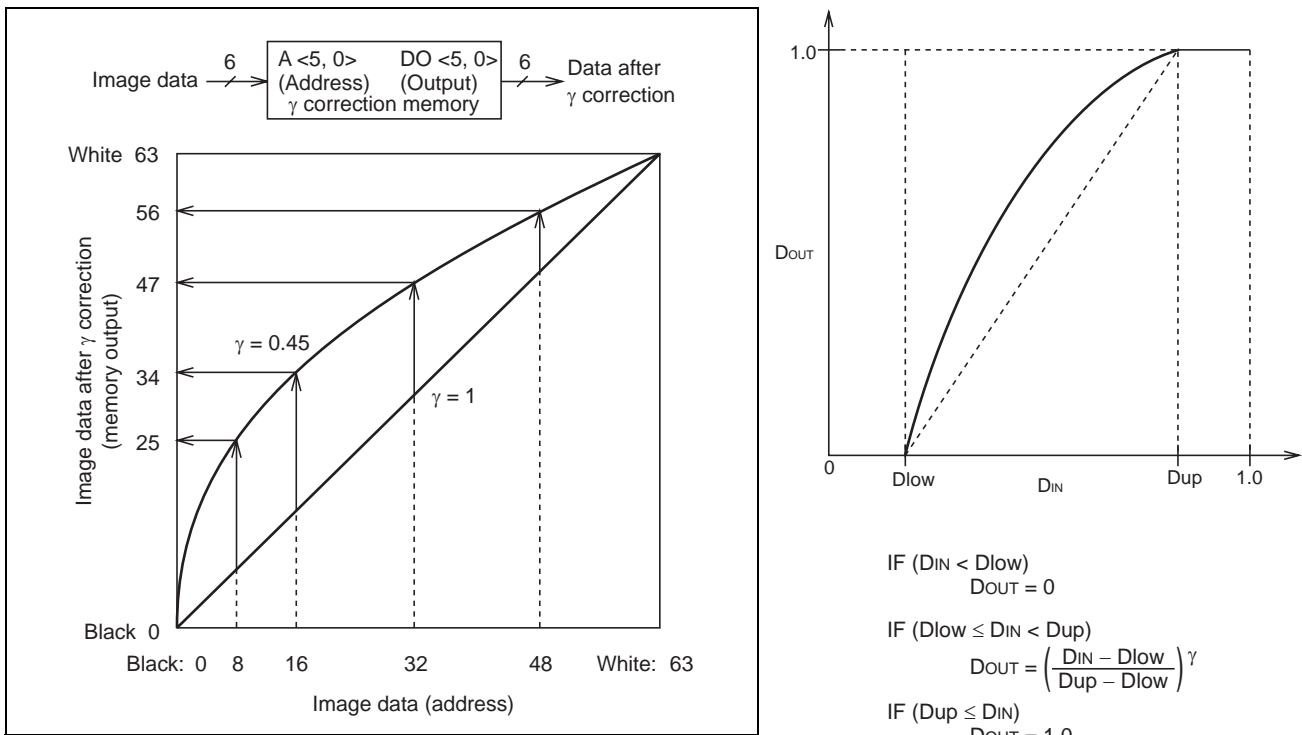 6
A <5, 0> DO <5, 0>
6
Image data
(Address) (Output)
γ correction memory
Data after
γ correction
White 63
56
47
34
25
Black 0
Image data after γ correction
(memory output)
γ = 0.45
γ = 1
Black: 0 8 16 32 48 White: 63
Image data (address)
1.0
DOUT
0
Dlow
DIN
Dup
1.0
IF (DIN < Dlow)
DOUT = 0
IF (Dlow ≤ DIN < Dup)
DOUT = ( DIN – Dlow / Dup – Dlow ) γ
IF (Dup ≤ DIN)
DOUT = 1.0